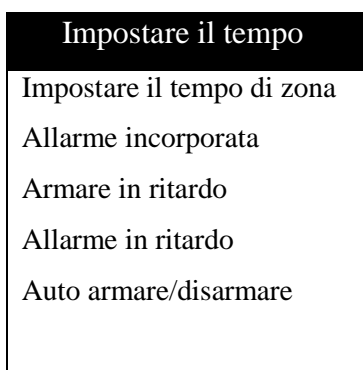 Impostare il tempo
Impostare il tempo di zona
Allarme incorporata
Armare in ritardo
Allarme in ritardo
Auto armare/disarmare